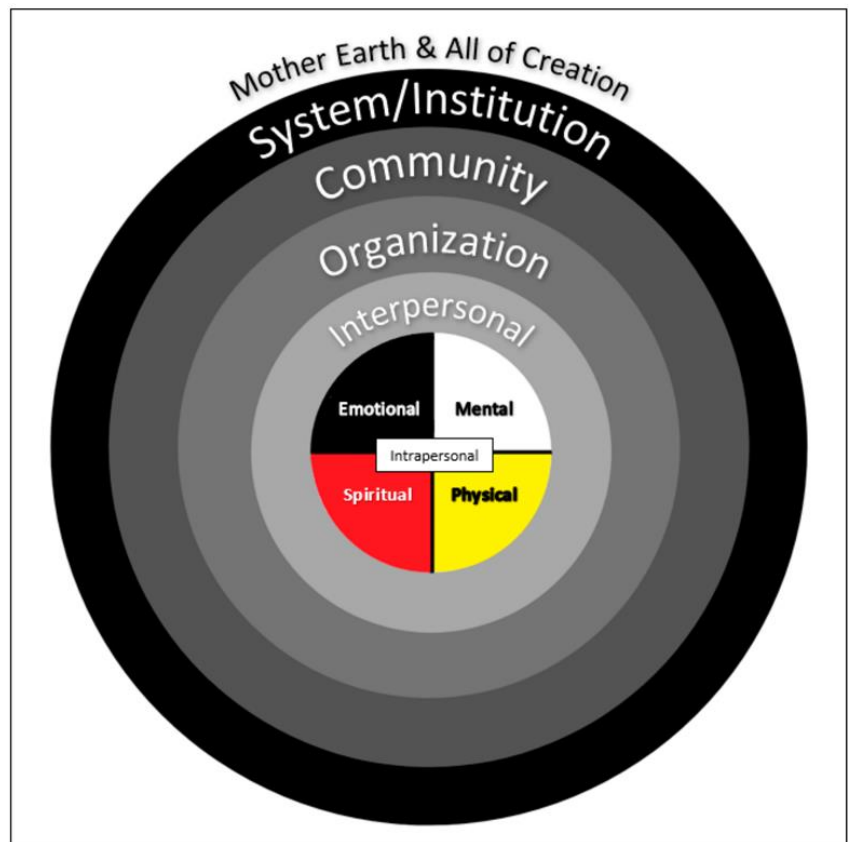 Mother Earth & All of Creation
System/Institution
Community
Organization
Interpersonal
Emotional
Mental
Intrapersonal
Spiritual
Physical